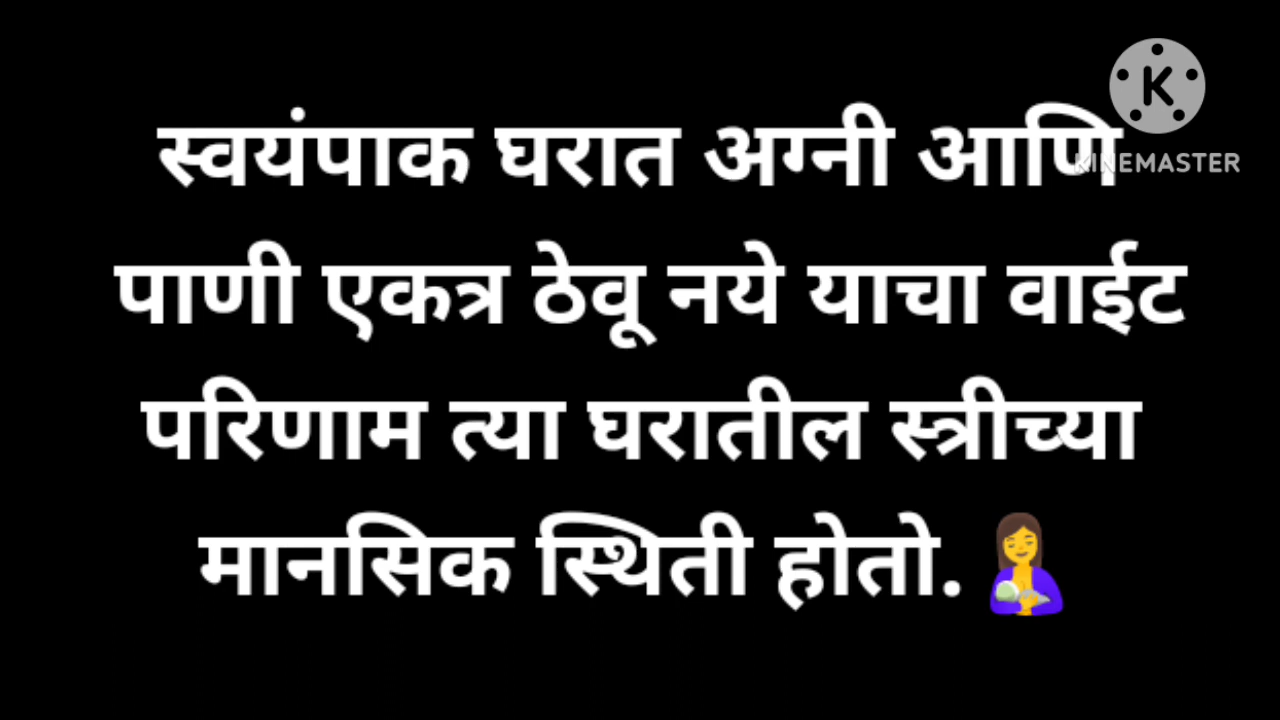 स्वयंपाक घरात अग्नी आणि
पाणी एकत्र ठेवू नये याचा वाईट
परिणाम त्या घरातील स्त्रीच्या
मानसिक स्थिती होतो.🤱
K
KINEMASTER